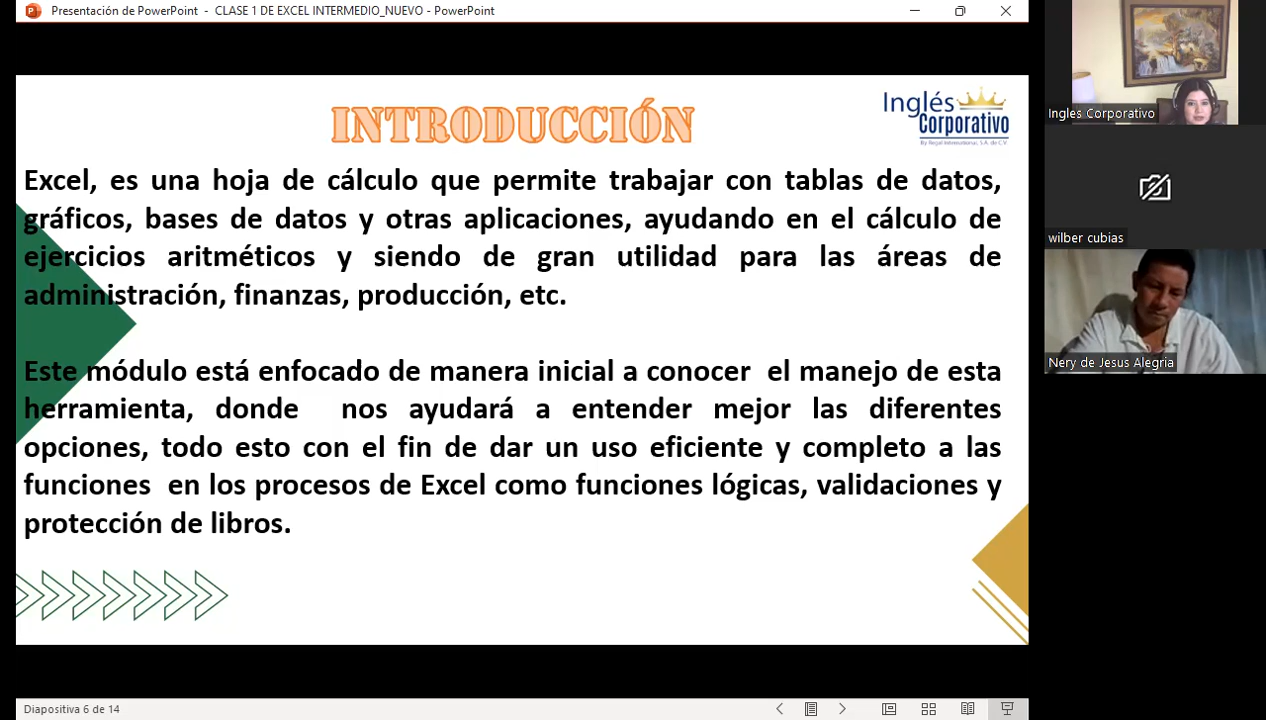 Presentación de PowerPoint - CLASE 1 DE EXCEL INTERMEDIO_NUEVO - PowerPoint
INTRODUCCIÓN
Inglés
Corporativo
By Regal International, S.A. de C.V.
Excel, es una hoja de cálculo que permite trabajar con tablas de datos,
gráficos, bases de datos y otras aplicaciones, ayudando en el cálculo de
ejercicios aritméticos y siendo de gran utilidad para las áreas de
administración, finanzas, producción, etc.
Este módulo está enfocado de manera inicial a conocer el manejo de esta
herramienta, donde nos ayudará a entender mejor las diferentes
opciones, todo esto con el fin de dar un uso eficiente y completo a las
funciones en los procesos de Excel como funciones lógicas, validaciones y
protección de libros.
Diapositiva 6 de 14
Ingles Corporativo
wilber cubias
Nery de Jesus Alegria